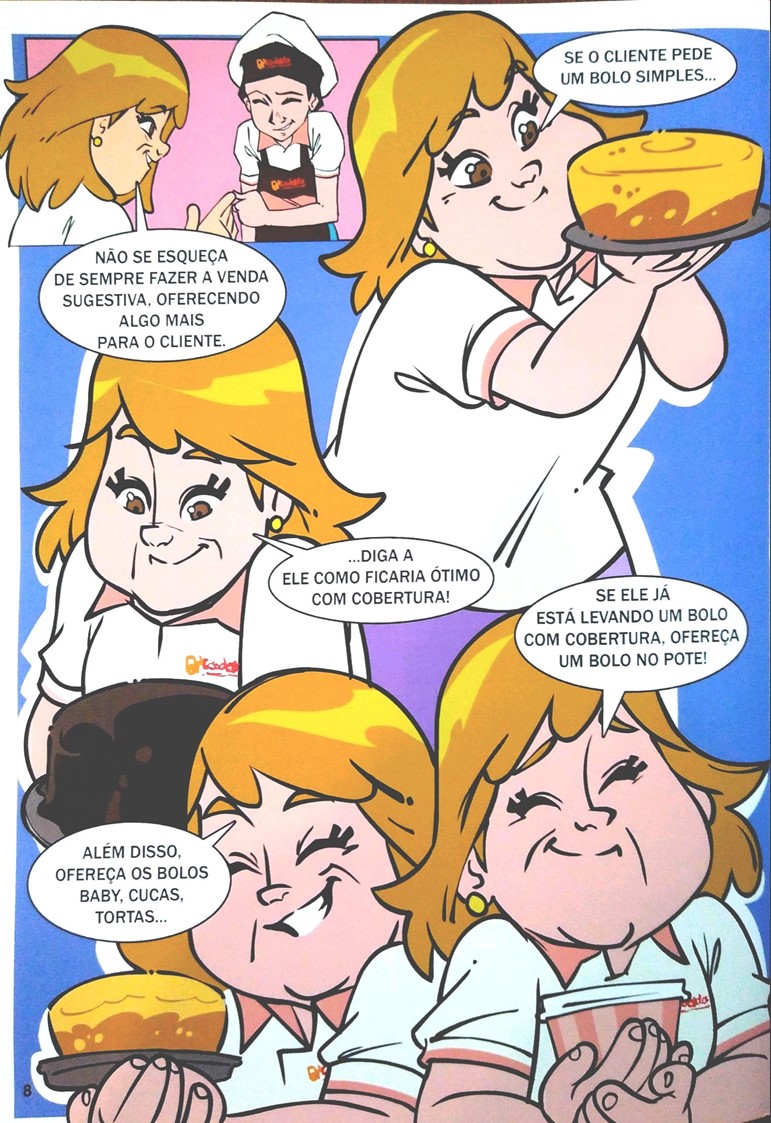 NÃO SE ESQUEÇA
DE SEMPRE FAZER A VENDA
SUGESTIVA, OFERECENDO
ALGO MAIS
PARA O CLIENTE.
SE O CLIENTE PEDE
UM BOLO SIMPLES...
...DIGA A
ELE COMO FICARIA ÓTIMO
COM COBERTURA!
SE ELE JÁ
ESTÁ LEVANDO UM BOLO
COM COBERTURA, OFEREÇA
UM BOLO NO POTE!
ALÉM DISSO,
OFEREÇA OS BOLOS
BABY, CUCAS,
TORTAS...
8